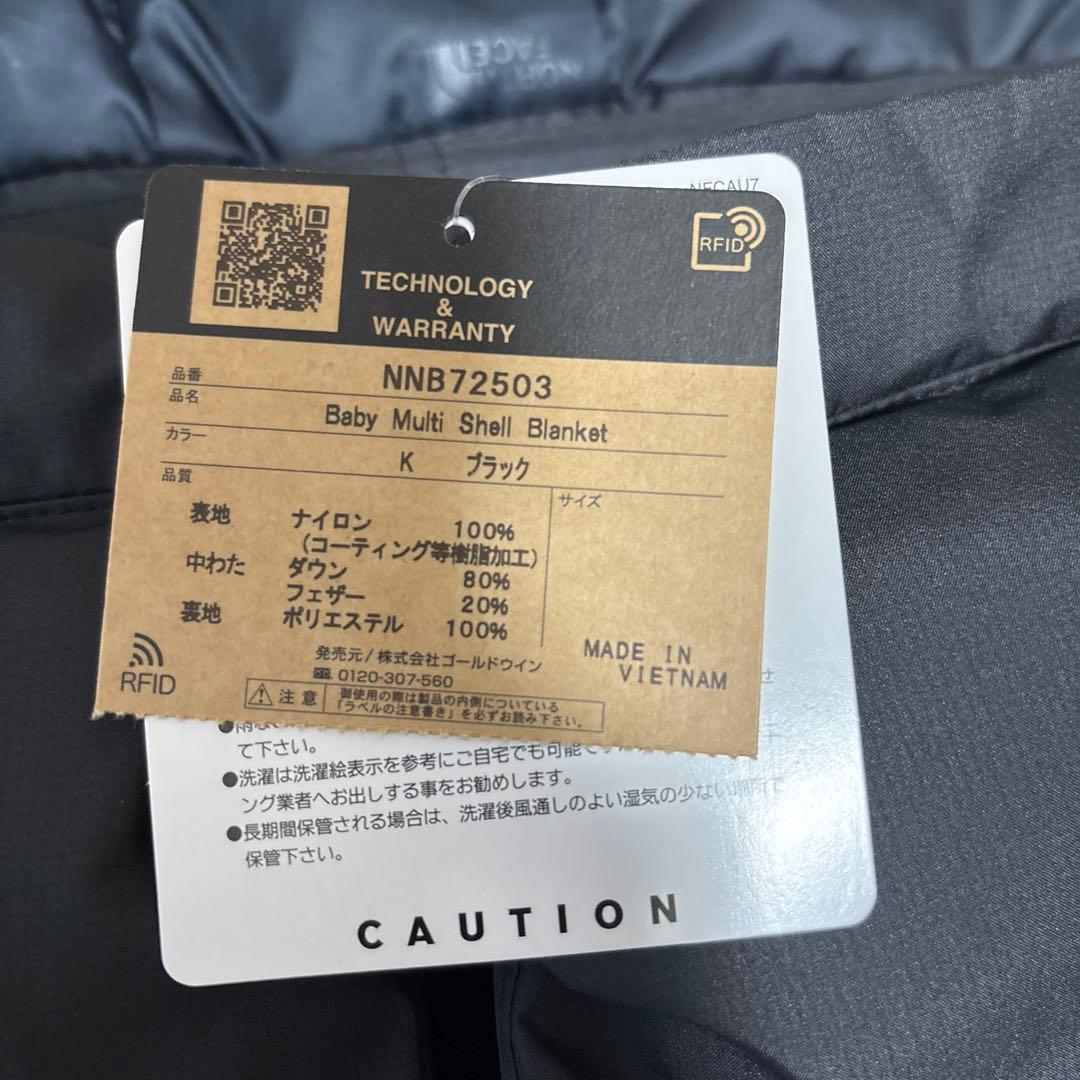 NFCAU7
RFID
TECHNOLOGY
&
WARRANTY
品番 NNB72503
品名 Baby Multi Shell Blanket
カラー K ブラック
品質 サイズ
表地 ナイロン 100%
(コーティング等樹脂加工)
中わた ダウン 80%
フェザー 20%
裏地 ポリエステル 100%
MADE IN
VIETNAM
発売元/株式会社ゴールドウイン
0120-307-560
RFID
注意 御使用の際は製品の内側についている
「ラベルの注意書き」を必ずお読み下さい。
て下さい。
●洗濯は洗濯絵表示を参考にご自宅でも可能で
ング業者へお出しする事をお勧めします。
●長期間保管される場合は、洗濯後風通しのよい湿気の少ない場所で
保管下さい。
CAUTION